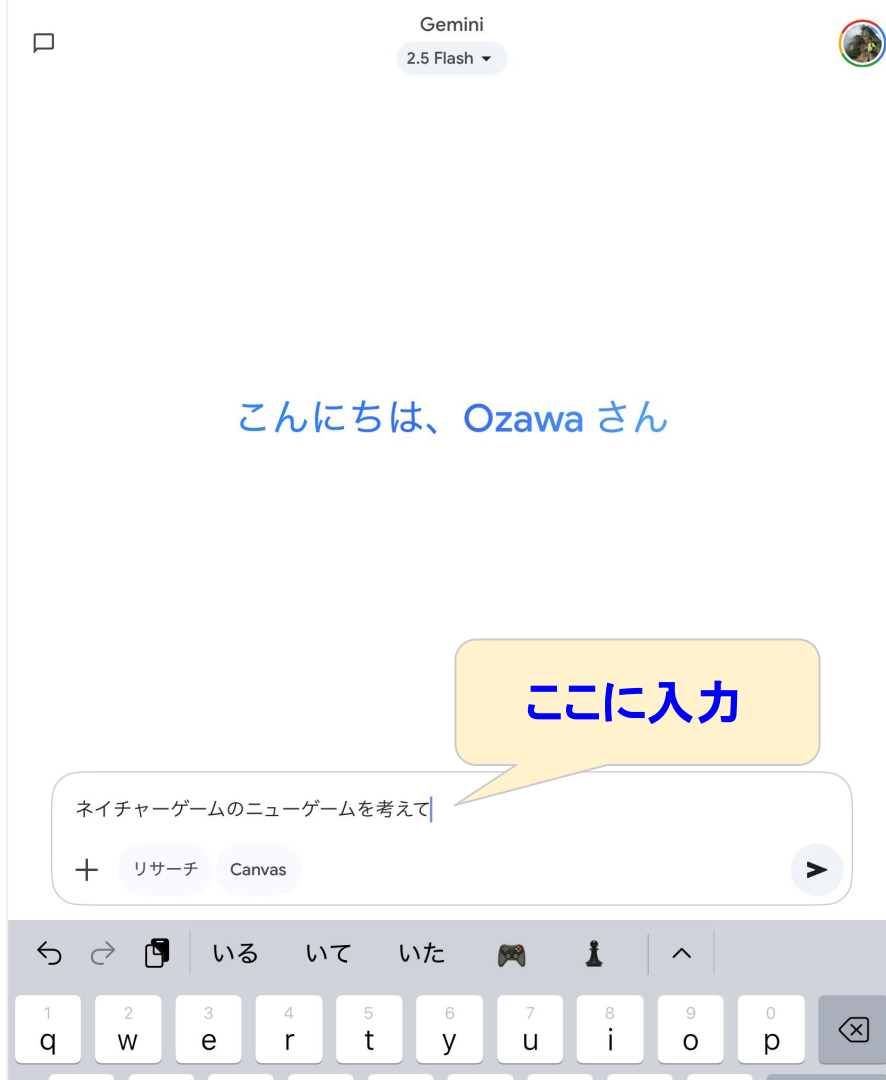 Gemini
2.5 Flash
こんにちは、Ozawa さん
ここに入力
ネイチャーゲームのニューゲームを考えて
リサーチ Canvas
いる いて いた
1 2 3 4 5 6 7 8 9 0
q w e r t y u i o p